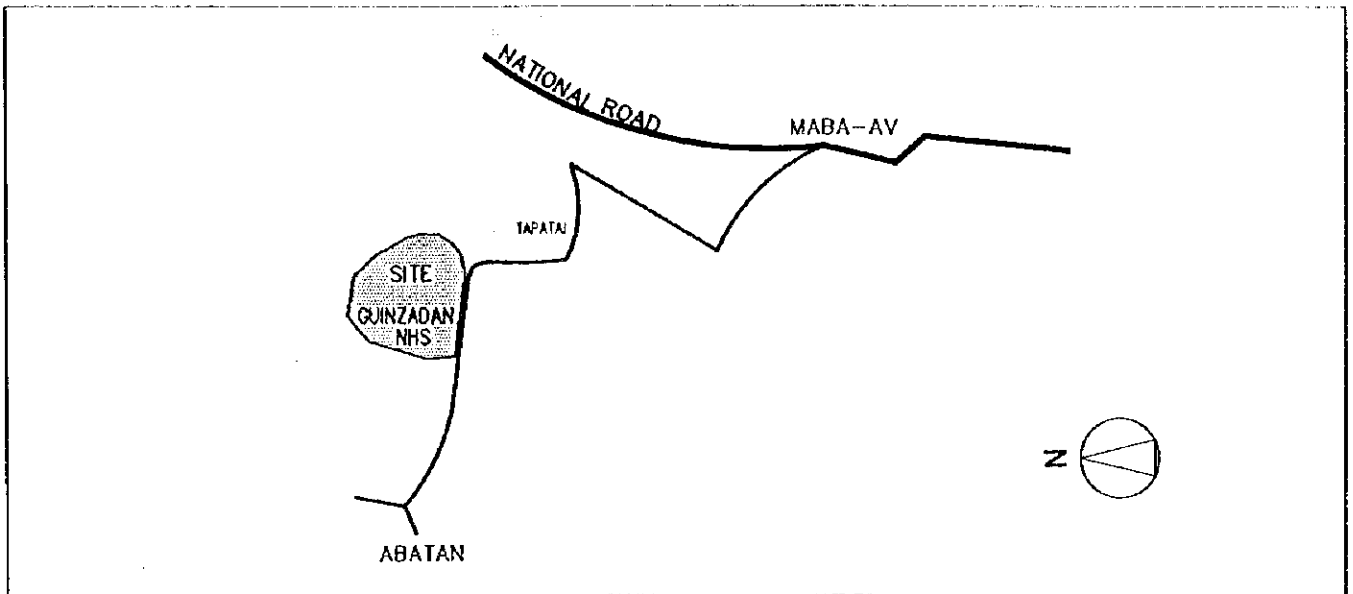 NATIONAL ROAD
MABA-AV
TAPATAI
SITE
GUINZADAN
NHS
N
ABATAN